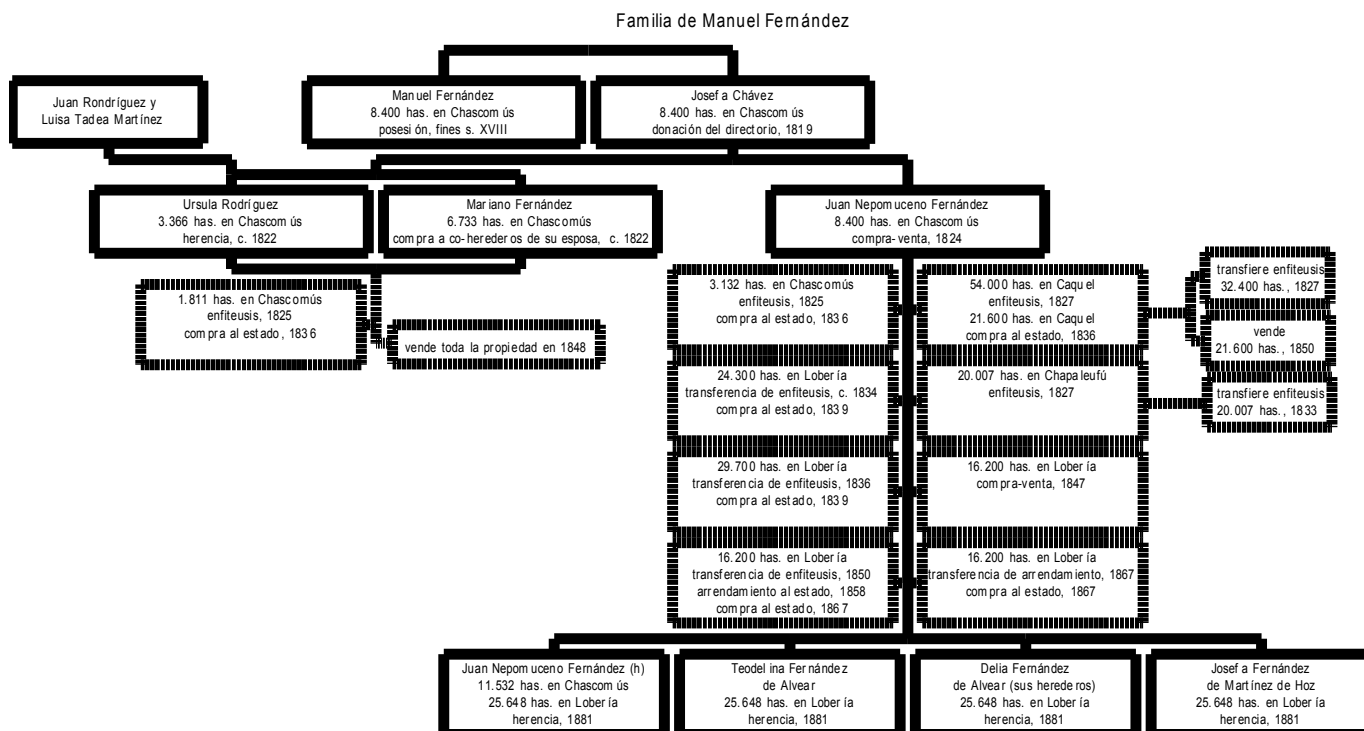 Familia de Manuel Fernández
Juan Rondríguez y
Luisa Tadea Martínez
Manuel Fernández
8.400 has. en Chascomús
posesión, fines s. XVIII
Josefa Chávez
8.400 has. en Chascomús
donación del directorio, 1819
Ursula Rodríguez
3.366 has. en Chascomús
herencia, c. 1822
Mariano Fernández
6.733 has. en Chascomús
compra a co-herederos de su esposa, c. 1822
Juan Nepomuceno Fernández
8.400 has. en Chascomús
compra-venta, 1824
1.811 has. en Chascomús
enfiteusis, 1825
compra al estado, 1836
vende toda la propiedad en 1848
3.132 has. en Chascomús
enfiteusis, 1825
compra al estado, 1836
54.000 has. en Caquel
enfiteusis, 1827
21.600 has. en Caquel
compra al estado, 1836
transfiere enfiteusis
32.400 has., 1827
vende
21.600 has., 1850
24.300 has. en Lobería
transferencia de enfiteusis, c. 1834
compra al estado, 1839
20.007 has. en Chapaleufú
enfiteusis, 1827
transfiere enfiteusis
20.007 has., 1833
29.700 has. en Lobería
transferencia de enfiteusis, 1836
compra al estado, 1839
16.200 has. en Lobería
compra-venta, 1847
16.200 has. en Lobería
transferencia de enfiteusis, 1850
arrendamiento al estado, 1858
compra al estado, 1867
16.200 has. en Lobería
transferencia de arrendamiento, 1867
compra al estado, 1867
Juan Nepomuceno Fernández (h)
11.532 has. en Chascomús
25.648 has. en Lobería
herencia, 1881
Teodelina Fernández
de Alvear
25.648 has. en Lobería
herencia, 1881
Delia Fernández
de Alvear (sus herederos)
25.648 has. en Lobería
herencia, 1881
Josefa Fernández
de Martínez de Hoz
25.648 has. en Lobería
herencia, 1881